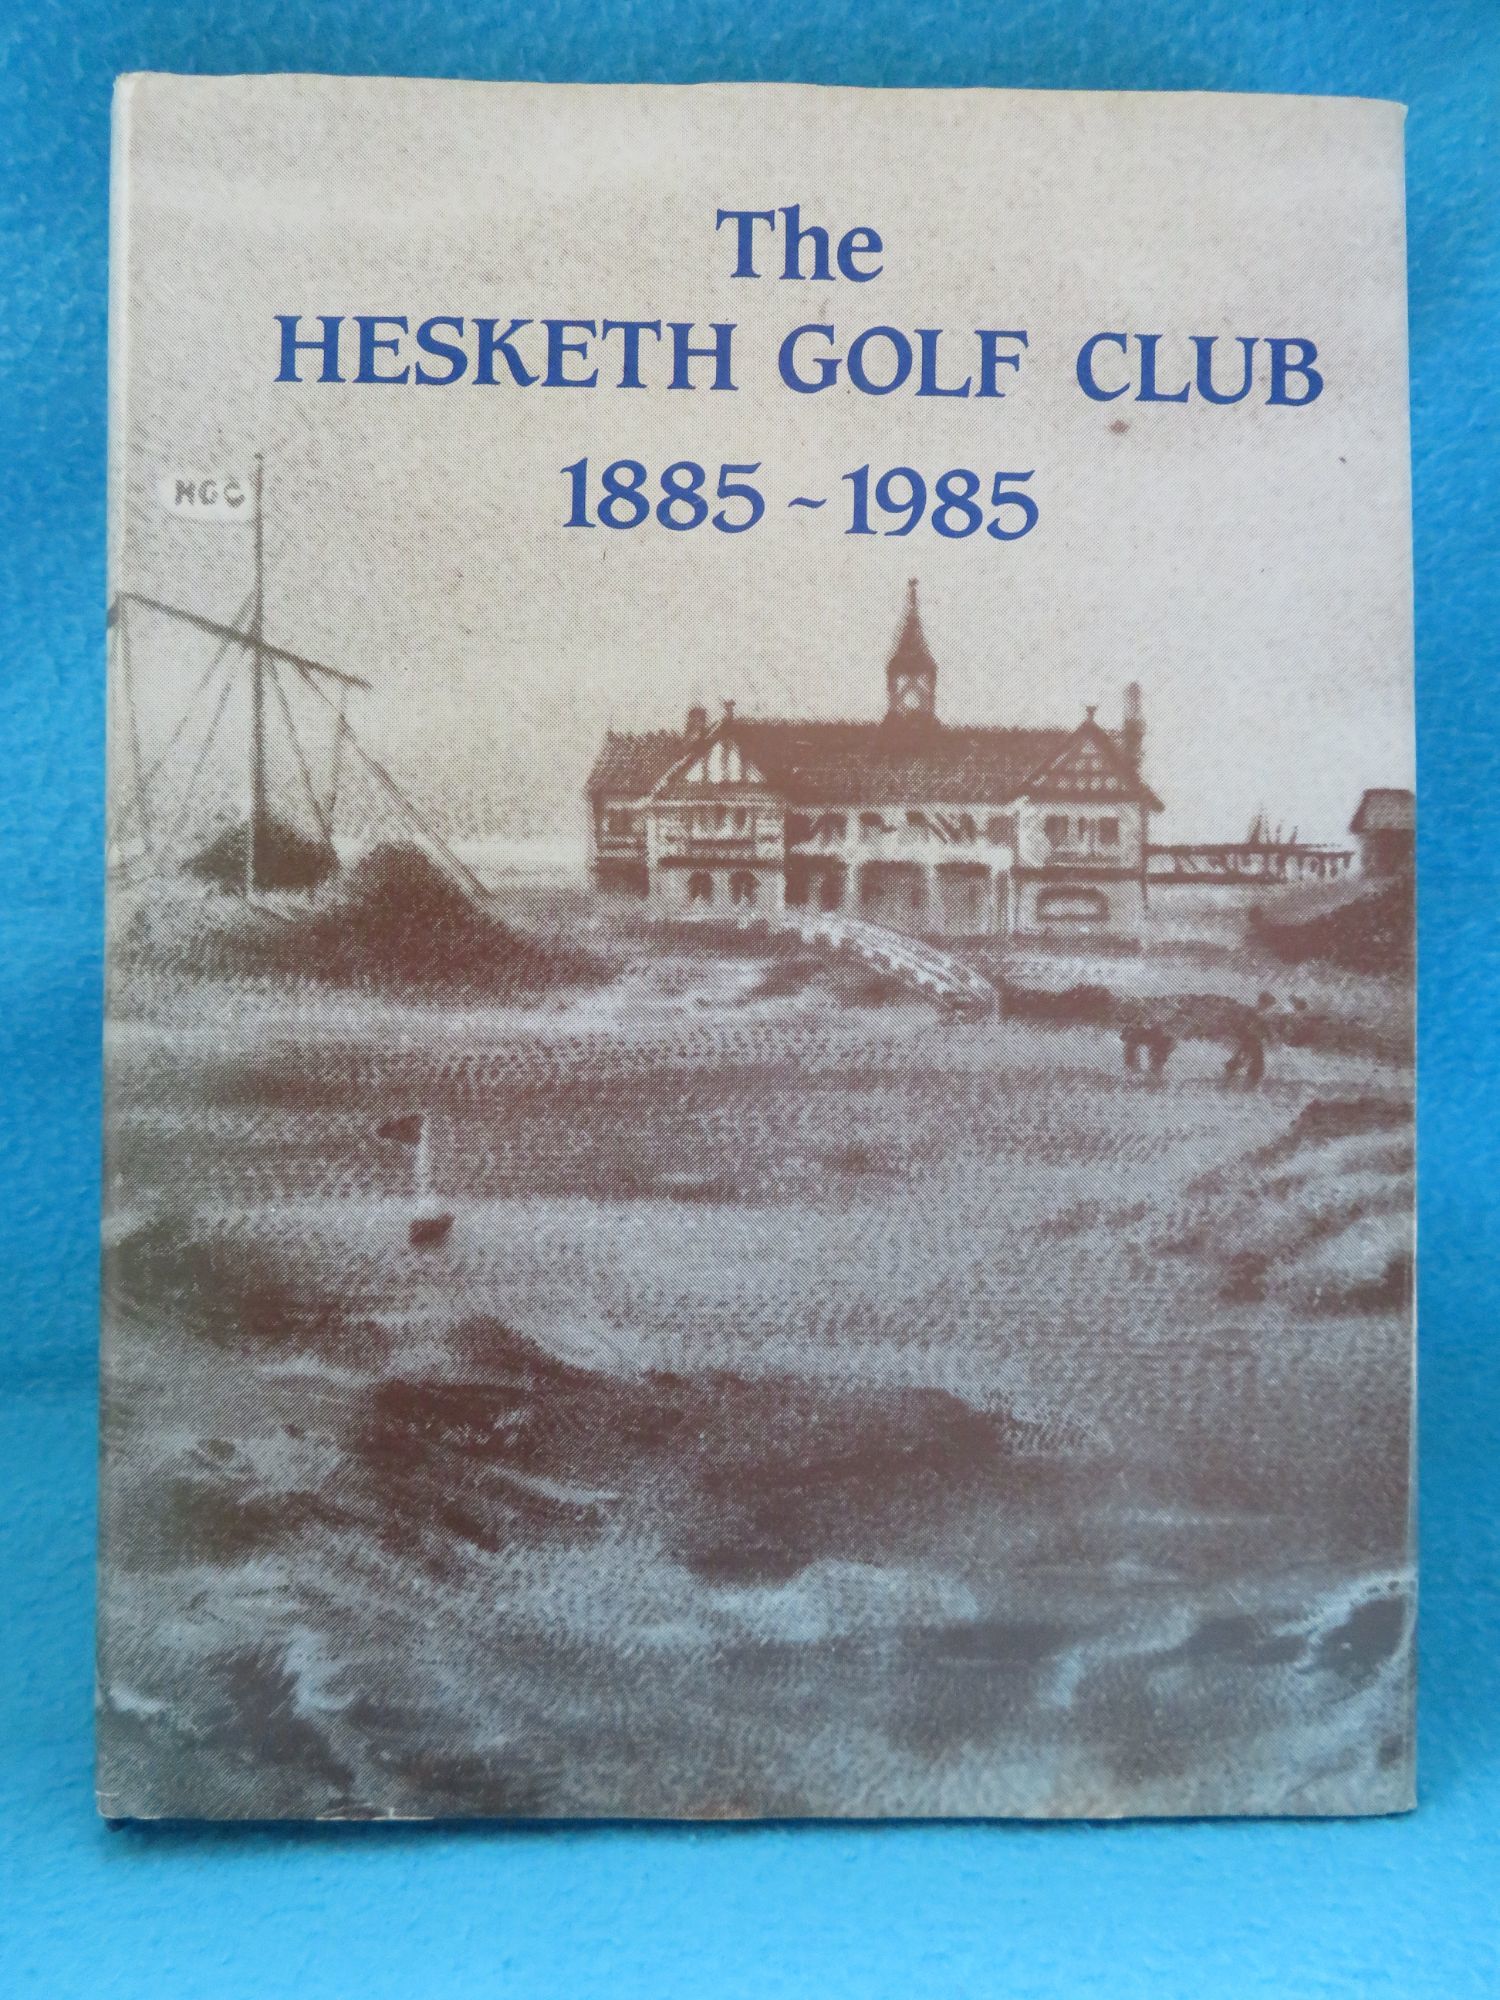 The
HESKETH GOLF CLUB
1885~1985
HGC